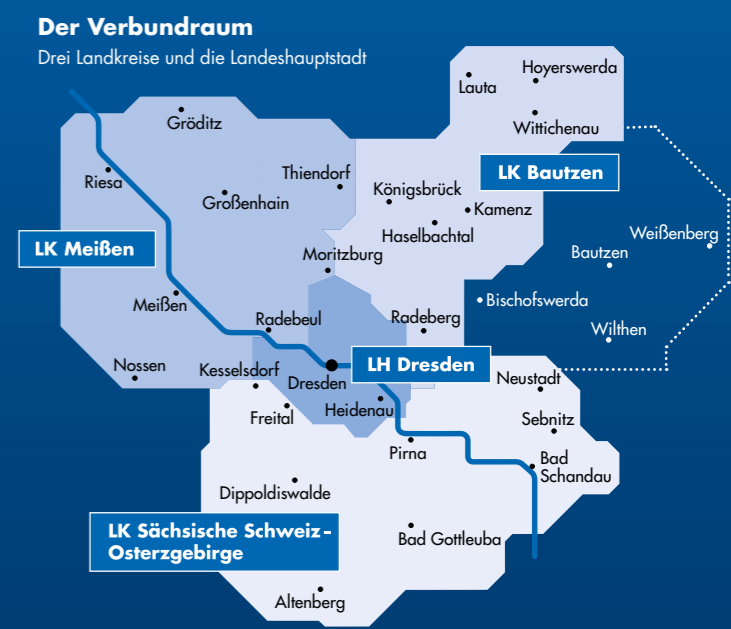 Der Verbundraum
Drei Landkreise und die Landeshauptstadt
Hoyerswerda
Lauta
Gröditz
Wittichenau
LK Bautzen
Thiendorf
Riesa
Königsbrück
Großenhain
Kamenz
Haselbachtal
Weißenberg
LK Meißen
Moritzburg
Bautzen
Meißen
Bischofswerda
Radebeul
Radeberg
Wilthen
Nossen
Kesselsdorf
LH Dresden
Dresden
Neustadt
Heidenau
Freital
Sebnitz
Pirna
Bad
Schandau
Dippoldiswalde
LK Sächsische Schweiz-
Osterzgebirge
Bad Gottleuba
Altenberg